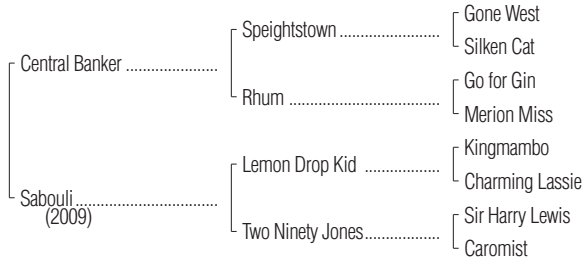 Gone West
Speightstown
Silken Cat
Central Banker
Go for Gin
Rhum
Merion Miss
Kingmambo
Lemon Drop Kid
Charming Lassie
Sabouli
(2009)
Sir Harry Lewis
Two Ninety Jones
Caromist